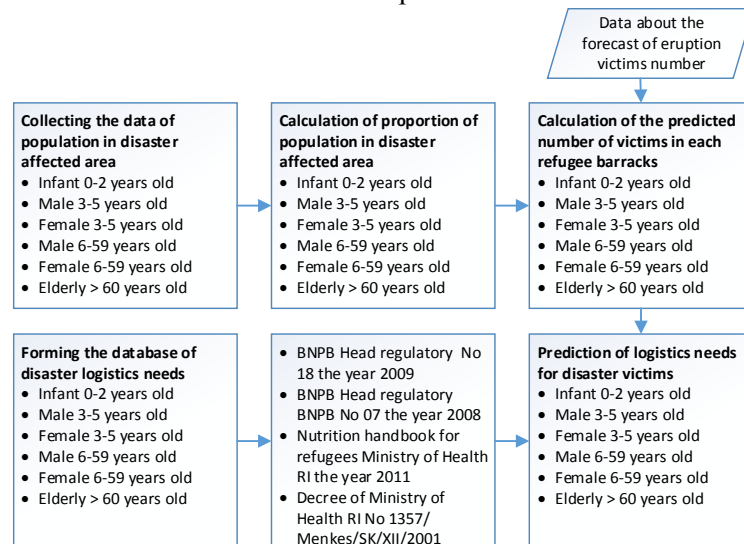 Data about the
forecast of eruption
victims number
Collecting the data of
population in disaster
affected area
• Infant 0-2 years old
• Male 3-5 years old
• Female 3-5 years old
• Male 6-59 years old
• Female 6-59 years old
• Elderly > 60 years old
Calculation of proportion of
population in disaster
affected area
• Infant 0-2 years old
• Male 3-5 years old
• Female 3-5 years old
• Male 6-59 years old
• Female 6-59 years old
• Elderly > 60 years old
Calculation of the predicted
number of victims in each
refugee barracks
• Infant 0-2 years old
• Male 3-5 years old
• Female 3-5 years old
• Male 6-59 years old
• Female 6-59 years old
• Elderly > 60 years old
Forming the database of
disaster logistics needs
• Infant 0-2 years old
• Male 3-5 years old
• Female 3-5 years old
• Male 6-59 years old
• Female 6-59 years old
• Elderly > 60 years old
• BNPB Head regulatory No
18 the year 2009
• BNPB Head regulatory
BNPB No 07 the year 2008
• Nutrition handbook for
refugees Ministry of Health
RI the year 2011
• Decree of Ministry of
Health RI No 1357/
Menkes/SK/XII/2001
Prediction of logistics needs
for disaster victims
• Infant 0-2 years old
• Male 3-5 years old
• Female 3-5 years old
• Male 6-59 years old
• Female 6-59 years old
• Elderly > 60 years old